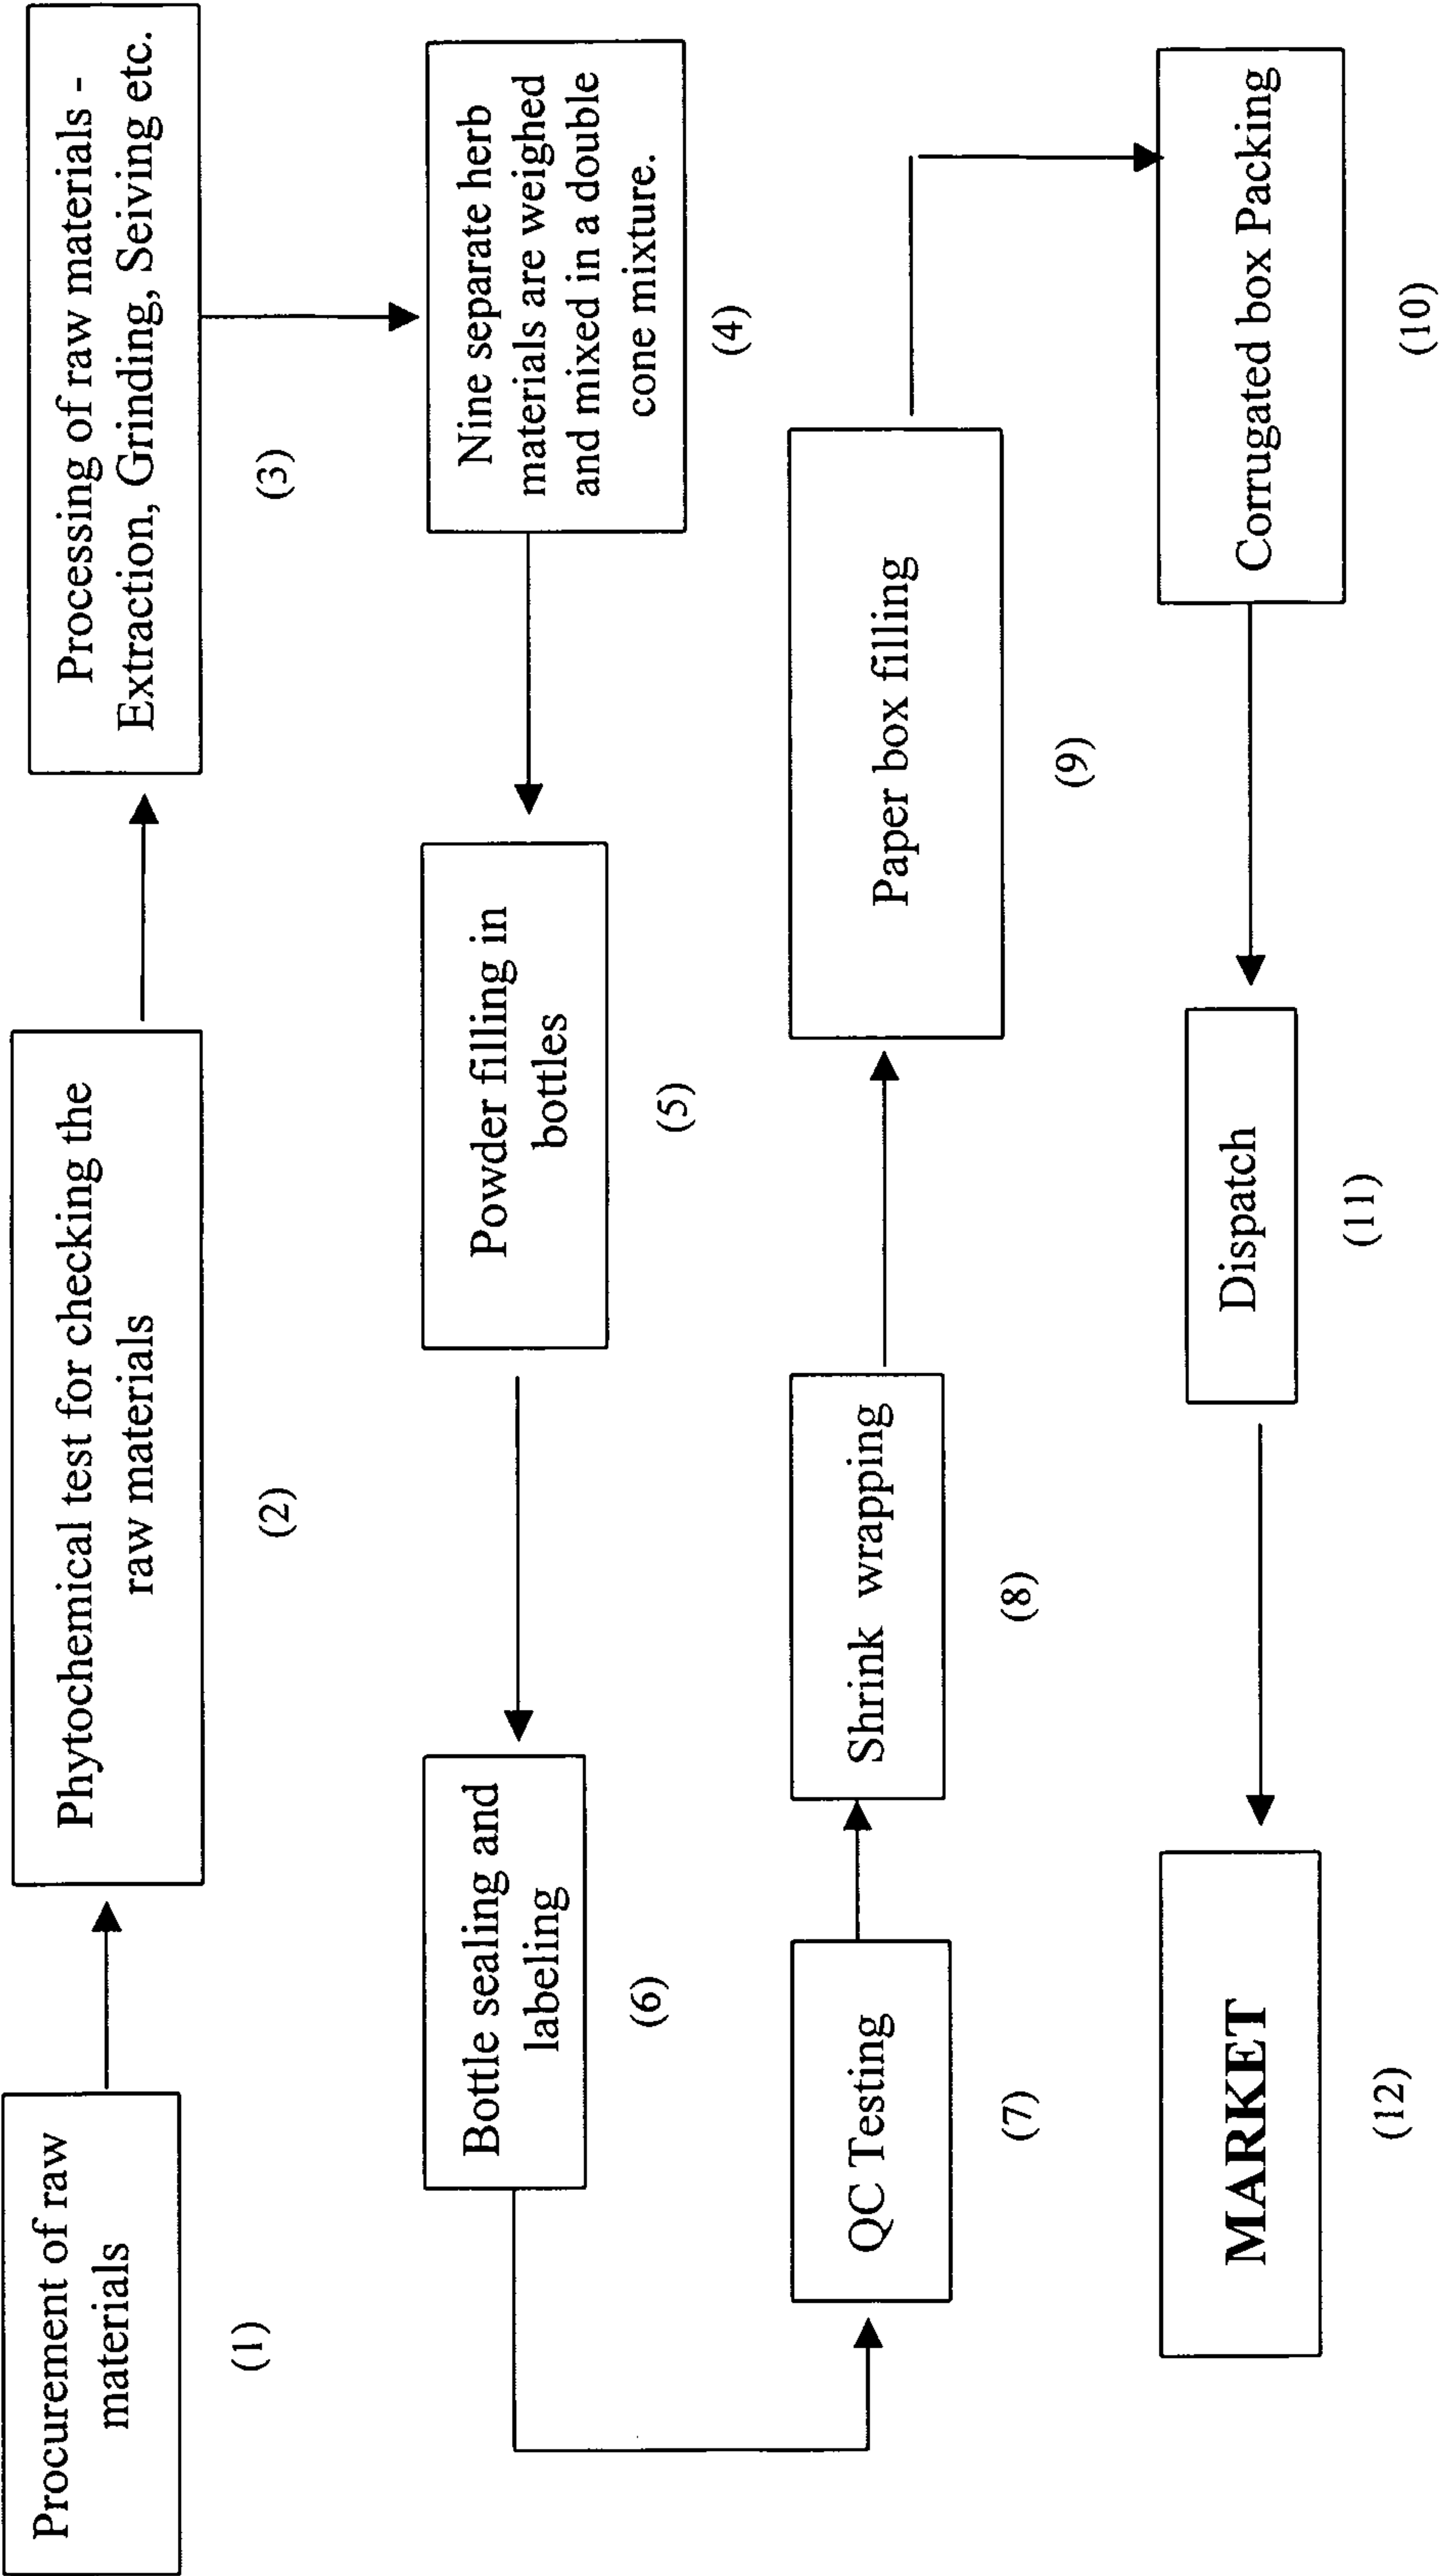 Procurement of raw
materials
(1)
Phytochemical test for checking the
raw materials
(2)
Processing of raw materials -
Extraction, Grinding, Seiving etc.
(3)
Nine separate herb
materials are weighed
and mixed in a double
cone mixture.
(4)
Powder filling in
bottles
(5)
Bottle sealing and
labeling
(6)
QC Testing
(7)
Shrink wrapping
(8)
Paper box filling
(9)
Corrugated box Packing
(10)
Dispatch
(11)
MARKET
(12)